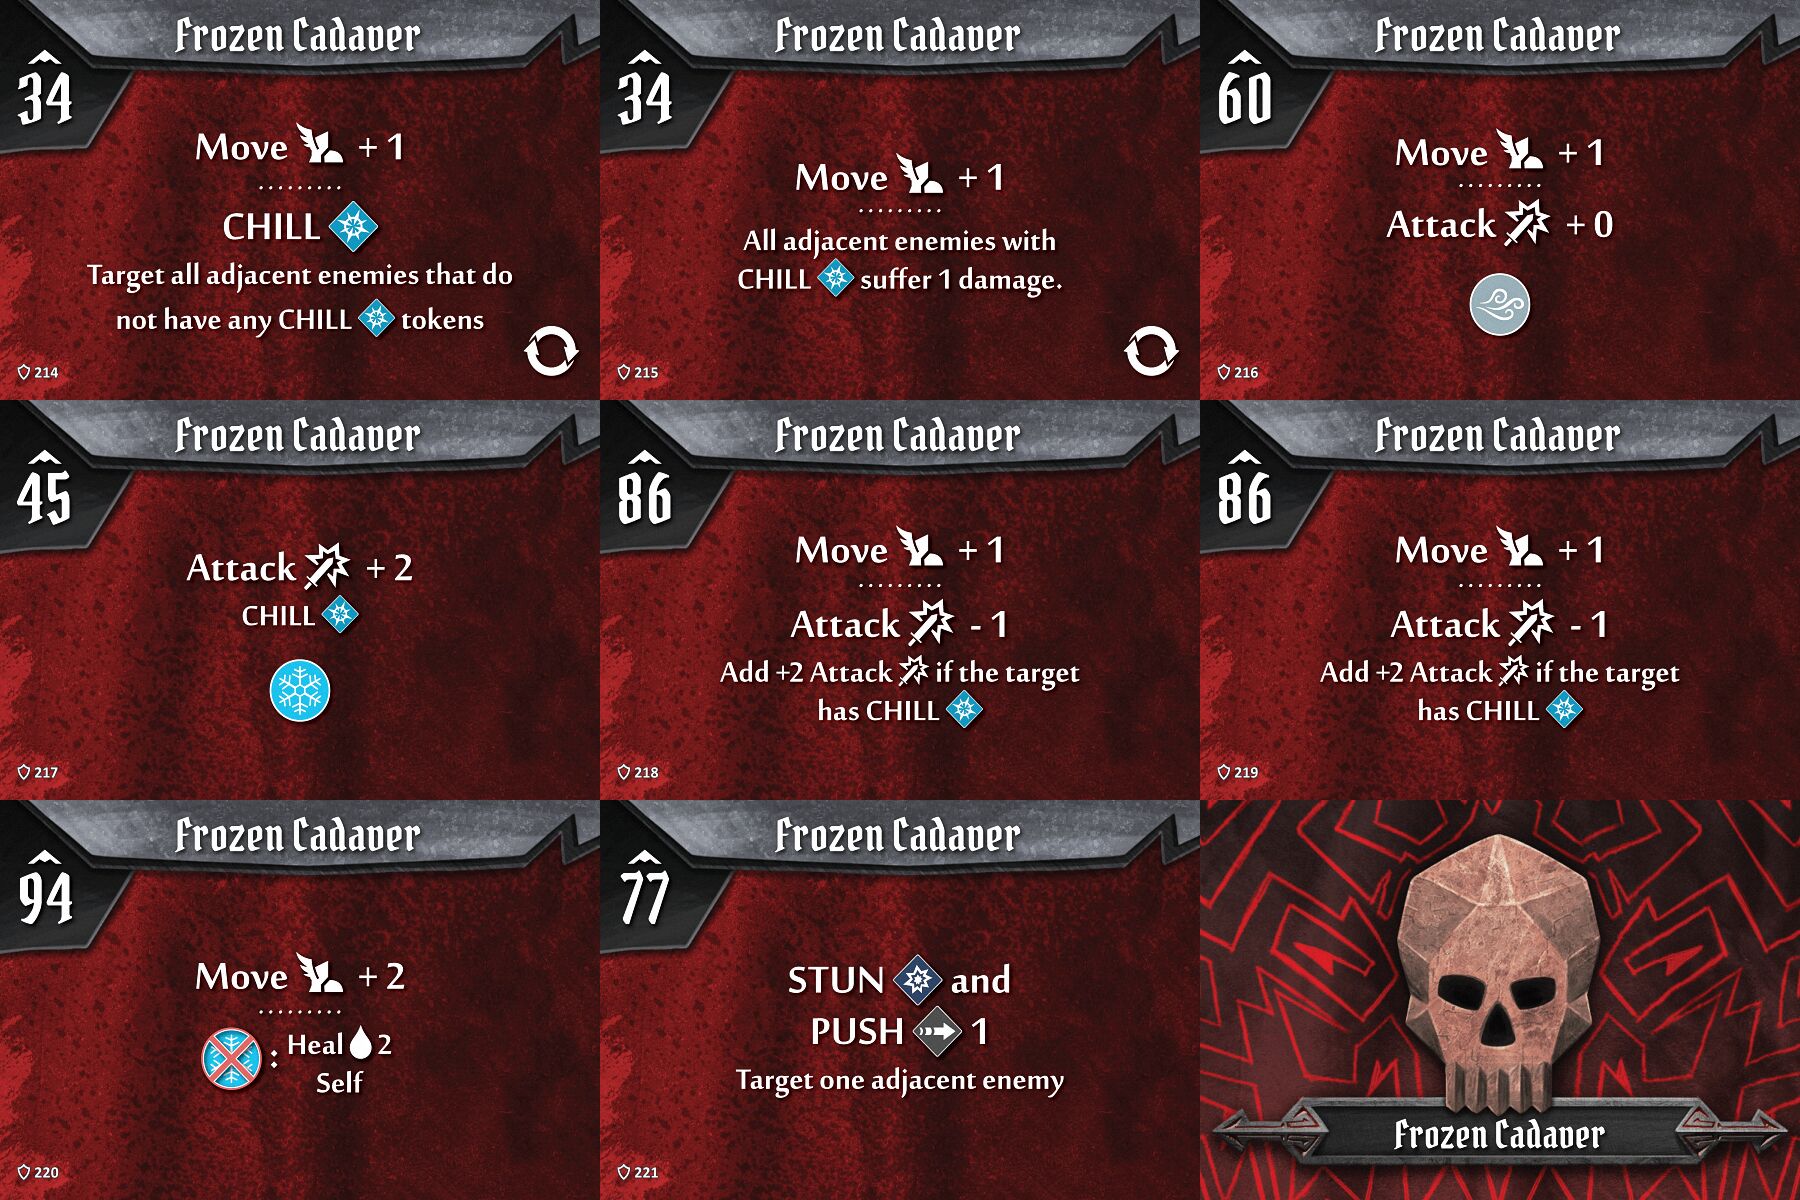 Frozen Cadaver
34
Move + 1
CHILL
Target all adjacent enemies that do
not have any CHILL tokens
214
Frozen Cadaver
34
Move + 1
All adjacent enemies with
CHILL suffer 1 damage.
215
Frozen Cadaver
60
Move + 1
Attack + 0
216
Frozen Cadaver
45
Attack + 2
CHILL
217
Frozen Cadaver
86
Move + 1
Attack - 1
Add +2 Attack if the target
has CHILL
218
Frozen Cadaver
86
Move + 1
Attack - 1
Add +2 Attack if the target
has CHILL
219
Frozen Cadaver
94
Move + 2
: Heal 2
Self
220
Frozen Cadaver
77
STUN and
PUSH 1
Target one adjacent enemy
221
Frozen Cadaver